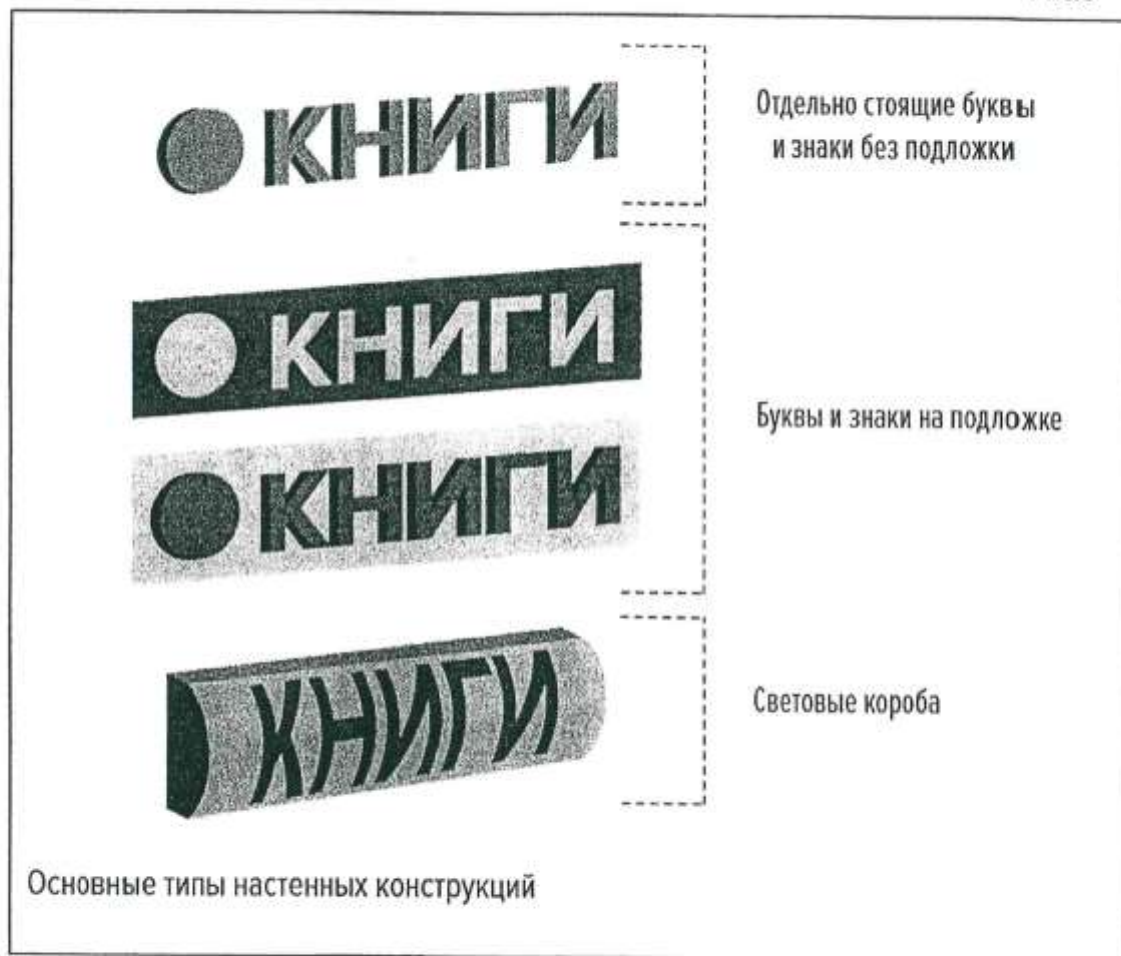 КНИГИ
Отдельно стоящие буквы
и знаки без подложки
КНИГИ
Буквы и знаки на подложке
КНИГИ
КНИГИ
Световые короба
Основные типы настенных конструкций